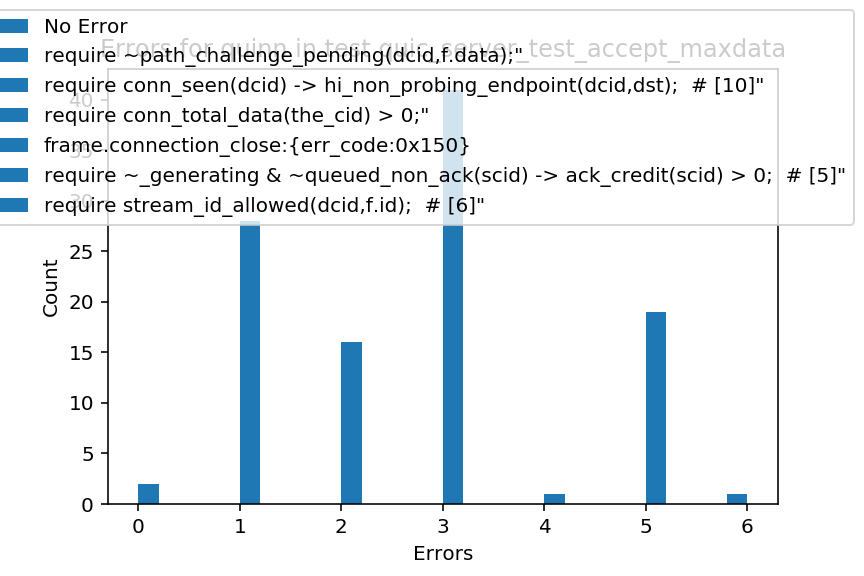 No Error
Errors for quinn in test quic_server_test_accept_maxdata
require ~path_challenge_pending(dcid,f.data);"
require conn_seen(dcid) -> hi_non_probing_endpoint(dcid,dst);  # [10]"
40
require conn_total_data(the_cid) > 0;"
frame.connection_close:{err_code:0x150}
35
require ~_generating & ~queued_non_ack(scid) -> ack_credit(scid) > 0;  # [5]"
30
require stream_id_allowed(dcid,f.id);  # [6]"
25
20
15
10
5
0
Count
0 1 2 3 4 5 6
Errors